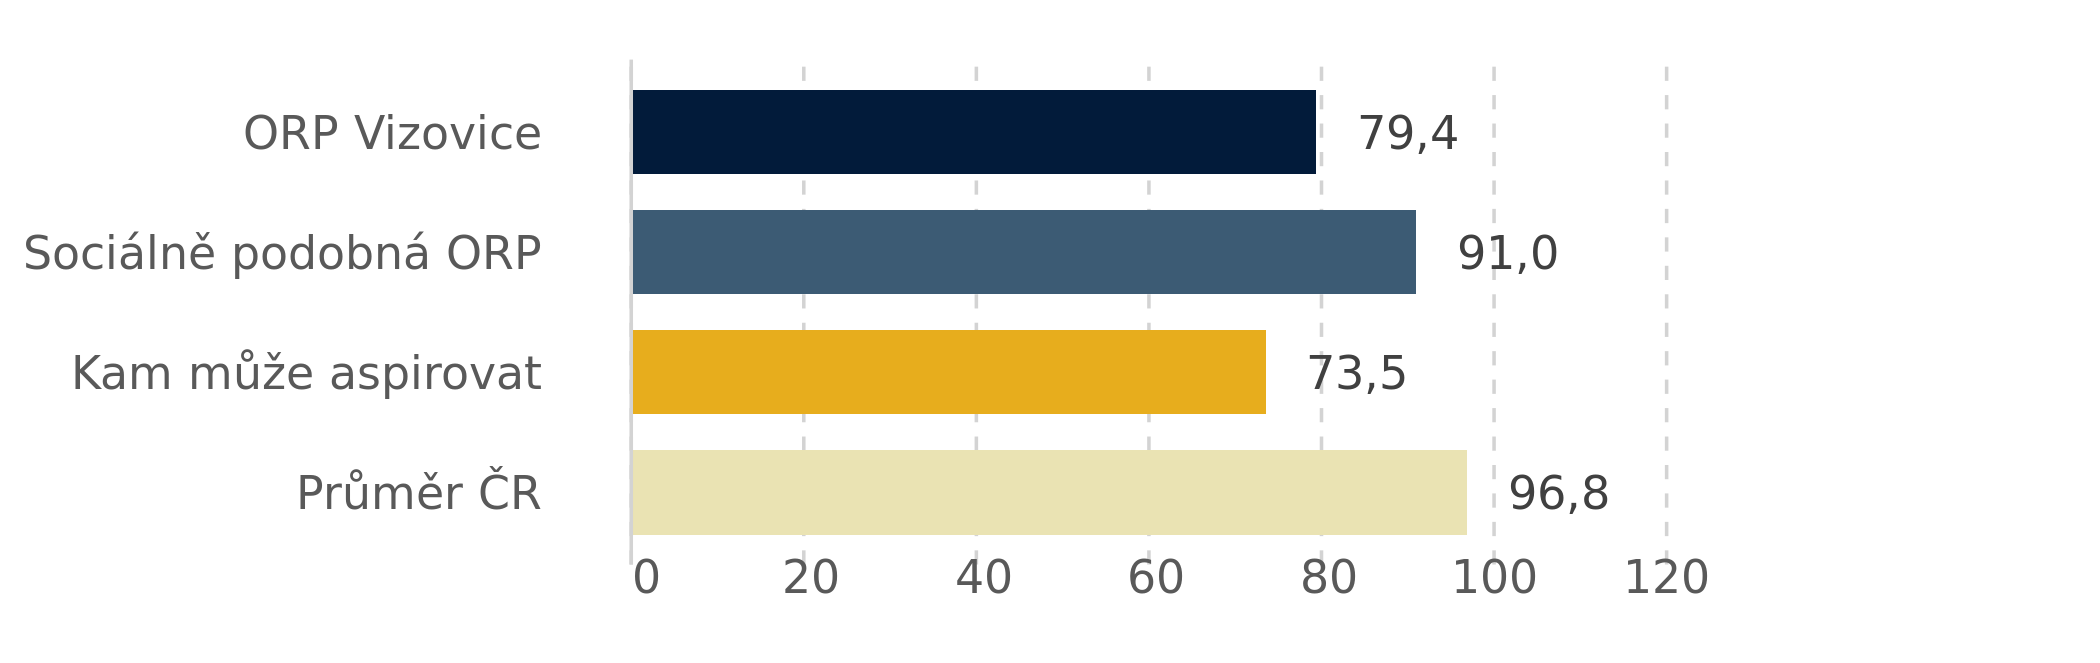 ORP Vizovice 79,4
Sociálně podobná ORP 91,0
Kam může aspirovat 73,5
Průměr ČR 96,8
0 20 40 60 80 100 120